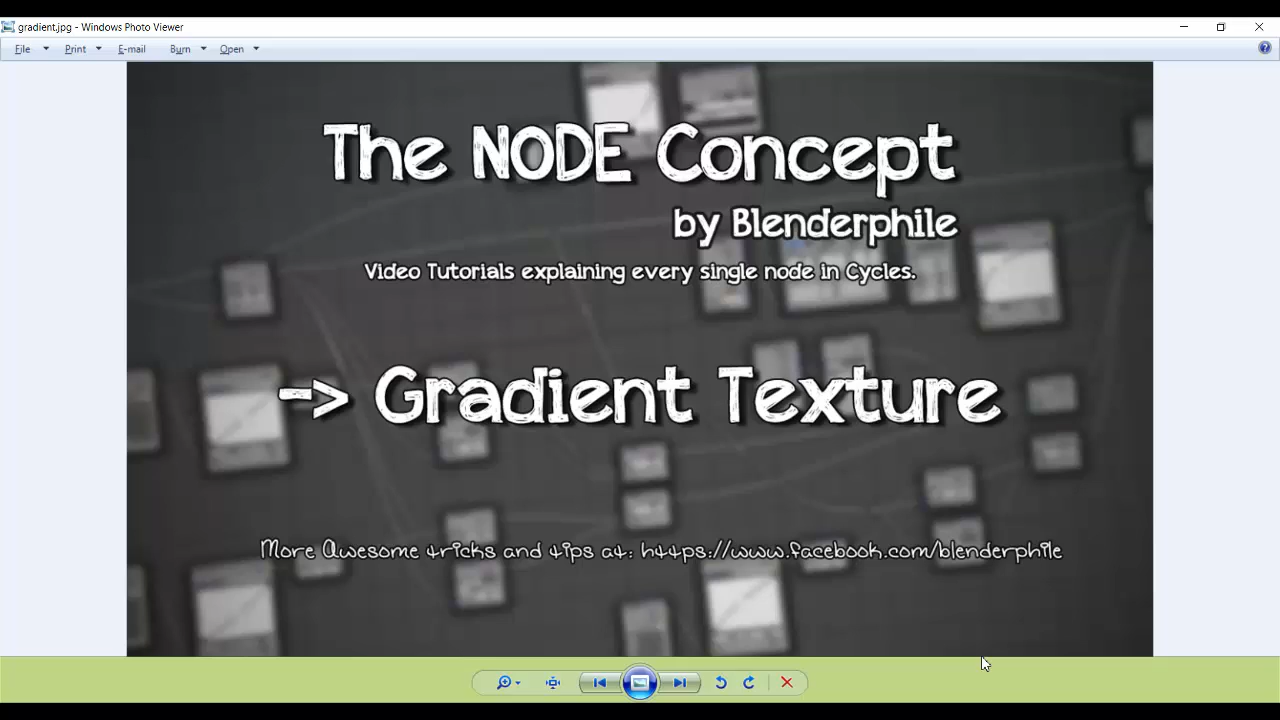 gradient.jpg - Windows Photo Viewer
File Print E-mail Burn Open
The NODE Concept
by Blenderphile
Video Tutorials explaining every single node in Cycles.
-> Gradient Texture
More Awesome tricks and tips at: https://www.facebook.com/blenderphile